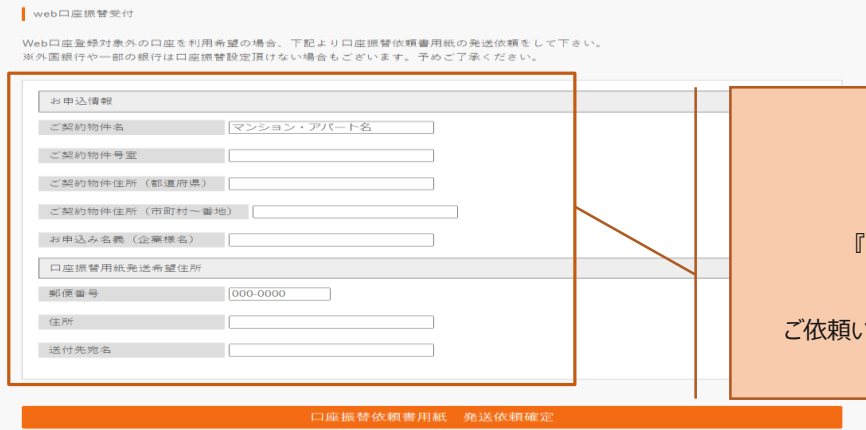 web口座振替受付
Web口座登録対象外の口座を利用希望の場合、下記より口座振替依頼書用紙の発送依頼をして下さい。
※外国銀行や一部の銀行は口座振替設定頂けない場合もございます。予めご了承ください。
お申込情報
ご契約物件名 マンション・アパート名
ご契約物件号室
ご契約物件住所（都道府県）
ご契約物件住所（市町村～番地）
お申込み名義（企業様名）
口座振替用紙発送希望住所
郵便番号 000-0000
住所
送付先宛名
『
ご依頼い
口座振替依頼書用紙　発送依頼確定